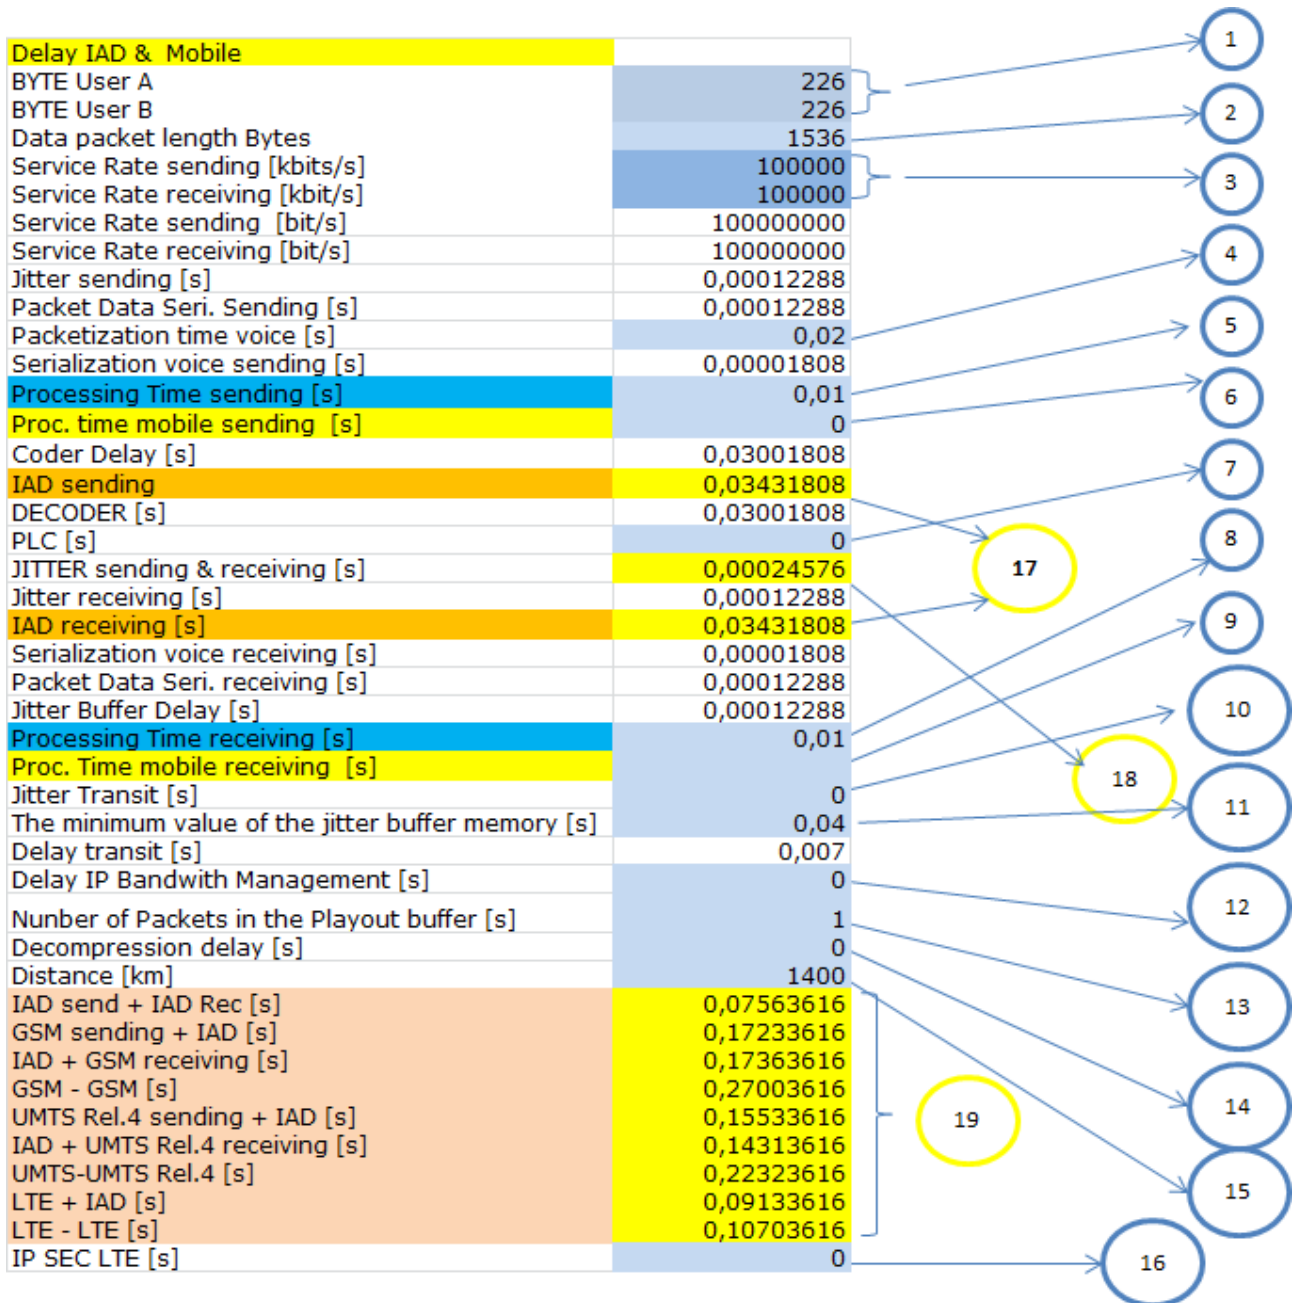 Delay IAD &  Mobile
BYTE User A 226
BYTE User B 226
Data packet length Bytes 1536
Service Rate sending [kbits/s] 100000
Service Rate receiving [kbit/s] 100000
Service Rate sending  [bit/s] 100000000
Service Rate receiving [bit/s] 100000000
Jitter sending [s] 0,00012288
Packet Data Seri. Sending [s] 0,00012288
Packetization time voice [s] 0,02
Serialization voice sending [s] 0,00001808
Processing Time sending [s] 0,01
Proc. time mobile sending  [s] 0
Coder Delay [s] 0,03001808
IAD sending 0,03431808
DECODER [s] 0,03001808
PLC [s] 0
JITTER sending & receiving [s] 0,00024576
Jitter receiving [s] 0,00012288
IAD receiving [s] 0,03431808
Serialization voice receiving [s] 0,00001808
Packet Data Seri. receiving [s] 0,00012288
Jitter Buffer Delay [s] 0,00012288
Processing Time receiving [s] 0,01
Proc. Time mobile receiving  [s]
Jitter Transit [s] 0
The minimum value of the jitter buffer memory [s] 0,04
Delay transit [s] 0,007
Delay IP Bandwith Management [s] 0
Nunber of Packets in the Playout buffer [s] 1
Decompression delay [s] 0
Distance [km] 1400
IAD send + IAD Rec [s] 0,07563616
GSM sending + IAD [s] 0,17233616
IAD + GSM receiving [s] 0,17363616
GSM - GSM [s] 0,27003616
UMTS Rel.4 sending + IAD [s] 0,15533616
IAD + UMTS Rel.4 receiving [s] 0,14313616
UMTS-UMTS Rel.4 [s] 0,22323616
LTE + IAD [s] 0,09133616
LTE - LTE [s] 0,10703616
IP SEC LTE [s] 0
1
2
3
4
5
6
7
8
17
9
10
18
11
12
13
14
19
15
16